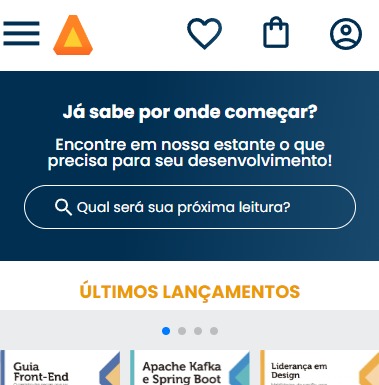 Já sabe por onde começar?
Encontre em nossa estante o que
precisa para seu desenvolvimento!
Qual será sua próxima leitura?
ÚLTIMOS LANÇAMENTOS
Guia
Front-End
Apache Kafka
e Spring Boot
Liderança em
Design